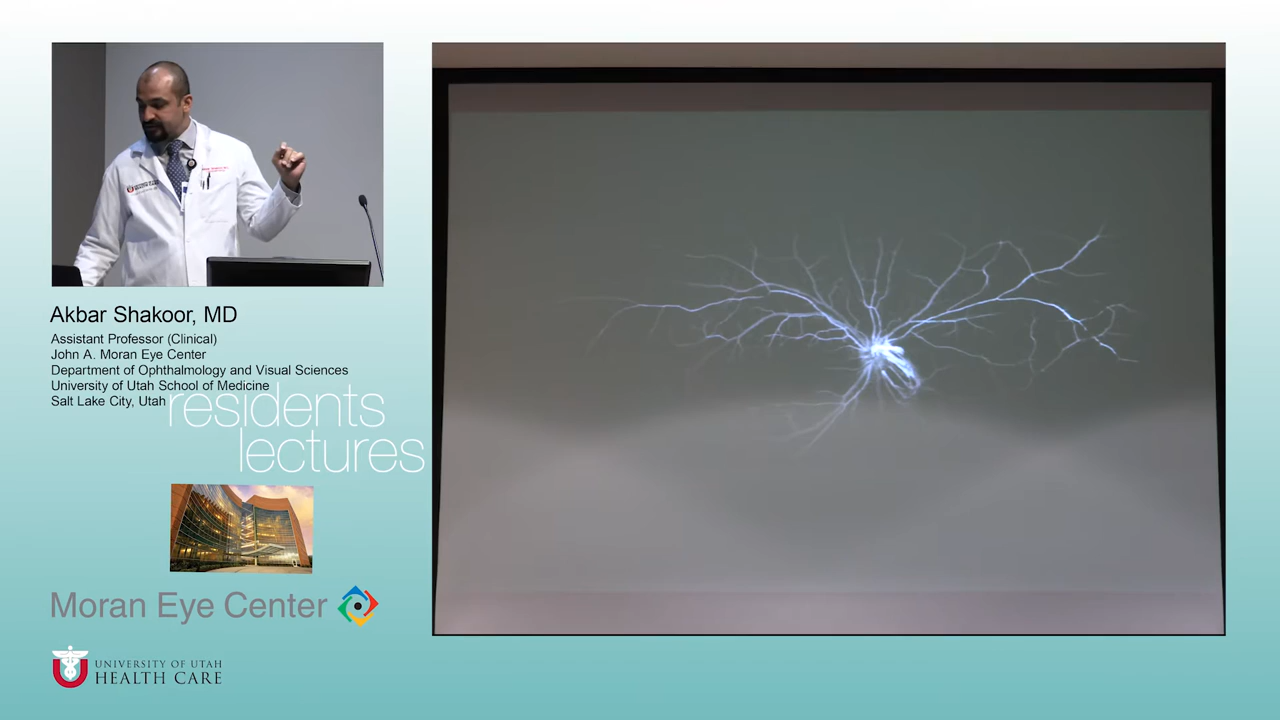 Akbar Shakoor, MD
Assistant Professor (Clinical)
John A. Moran Eye Center
Department of Ophthalmology and Visual Sciences
University of Utah School of Medicine
Salt Lake City, Utah
residents
lectures
Moran Eye Center
UNIVERSITY OF UTAH
HEALTH CARE